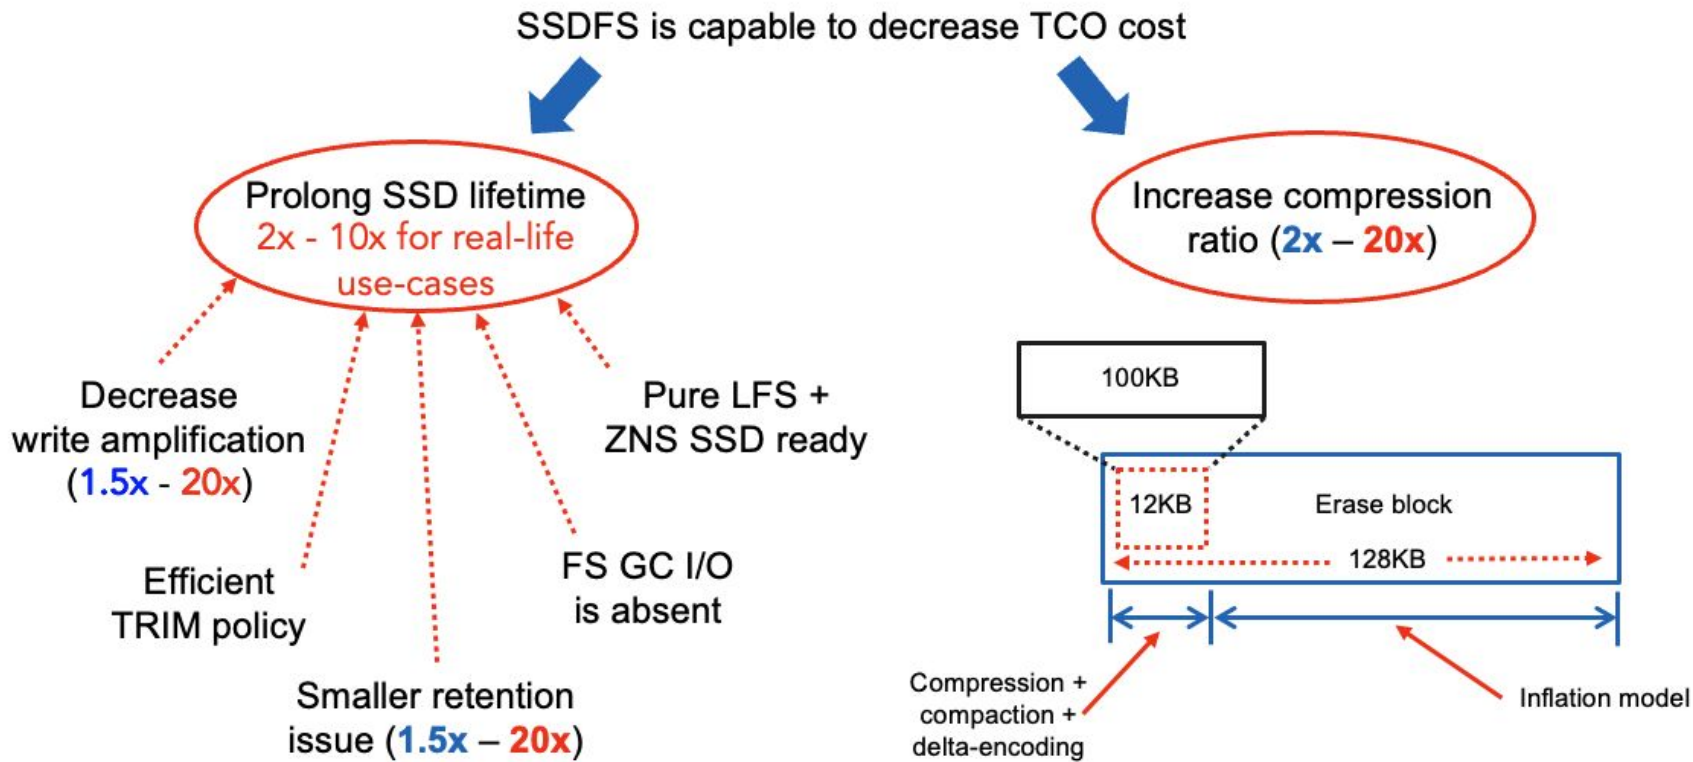 SSDFS is capable to decrease TCO cost
Prolong SSD lifetime
2x - 10x for real-life
use-cases
Decrease
write amplification
(1.5x - 20x)
Efficient
TRIM policy
Smaller retention
issue (1.5x – 20x)
FS GC I/O
is absent
Pure LFS +
ZNS SSD ready
Increase compression
ratio (2x – 20x)
100KB
12KB
Erase block
128KB
Compression +
compaction +
delta-encoding
Inflation model